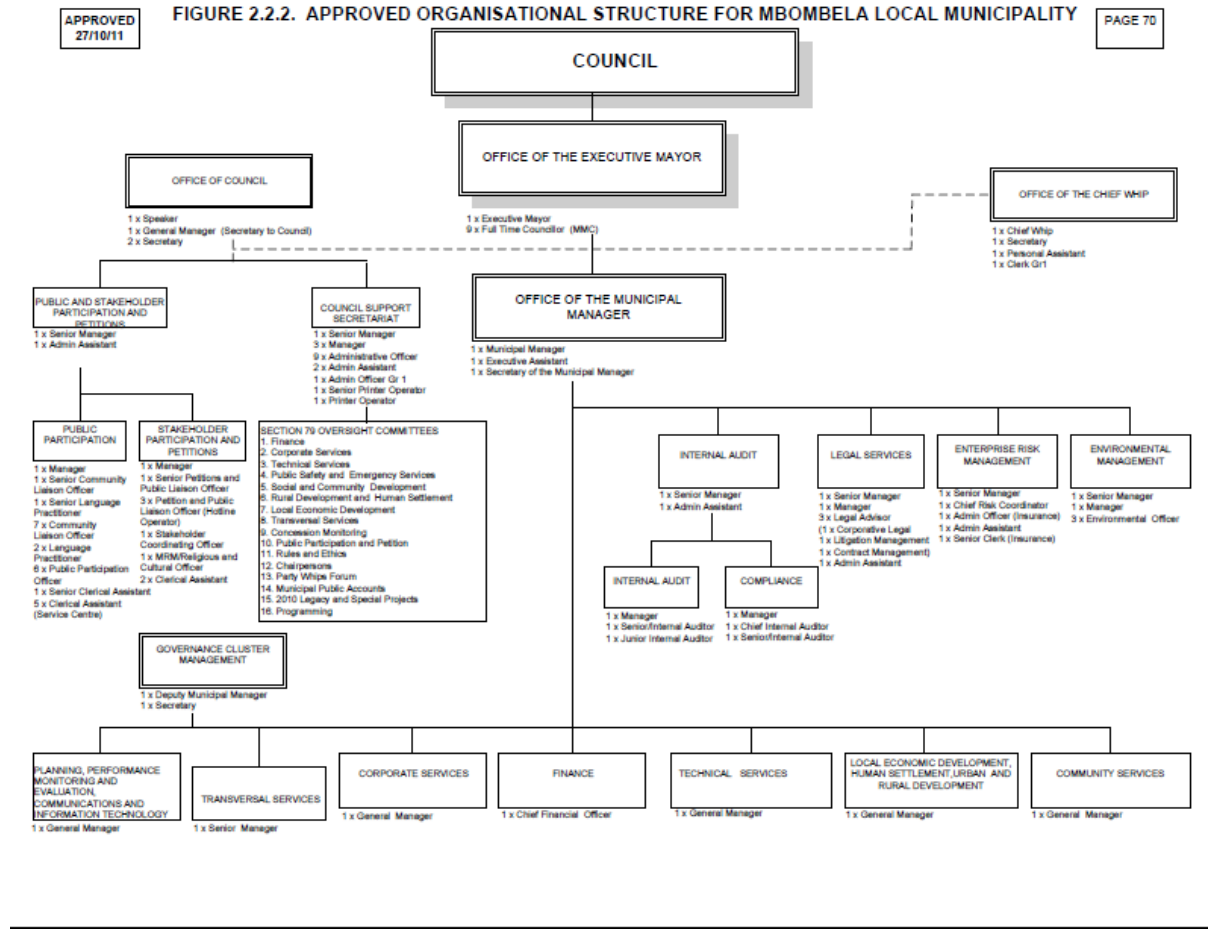 APPROVED
27/10/11
FIGURE 2.2.2. APPROVED ORGANISATIONAL STRUCTURE FOR MBOMBELA LOCAL MUNICIPALITY
PAGE 70
COUNCIL
OFFICE OF THE EXECUTIVE MAYOR
1 x Executive Mayor
9 x Full Time Councillor (MMC)
OFFICE OF COUNCIL
1 x Speaker
1 x General Manager (Secretary to Council)
2 x Secretary
OFFICE OF THE CHIEF WHIP
1 x Chief Whip
1 x Secretary
1 x Personal Assistant
1 x Clerk Gr1
PUBLIC AND STAKEHOLDER
PARTICIPATION AND
PETITIONS
1 x Senior Manager
1 x Admin Assistant
COUNCIL SUPPORT
SECRETARIAT
1 x Senior Manager
3 x Manager
9 x Administrative Officer
2 x Admin Assistant
1 x Admin Officer Gr 1
1 x Senior Printer Operator
1 x Printer Operator
OFFICE OF THE MUNICIPAL
MANAGER
1 x Municipal Manager
1 x Executive Assistant
1 x Secretary of the Municipal Manager
PUBLIC
PARTICIPATION
1 x Manager
1 x Senior Community
Liaison Officer
1 x Senior Language
Practitioner
7 x Community
Liaison Officer
2 x Language
Practitioner
6 x Public Participation
Officer
1 x Senior Clerical Assistant
5 x Clerical Assistant
(Service Centre)
STAKEHOLDER
PARTICIPATION AND
PETITIONS
1 x Manager
1 x Senior Petitions and
Public Liaison Officer
3 x Petition and Public
Liaison Officer (Hotline
Operator)
1 x Stakeholder
Coordinating Officer
1 x MRM/Religious and
Cultural Officer
2 x Clerical Assistant
SECTION 79 OVERSIGHT COMMITTEES
1. Finance
2. Corporate Services
3. Technical Services
4. Public Safety and Emergency Services
5. Social and Community Development
6. Rural Development and Human Settlement
7. Local Economic Development
8. Transversal Services
9. Concession Monitoring
10. Public Participation and Petition
11. Rules and Ethics
12. Chairpersons
13. Party Whips Forum
14. Municipal Public Accounts
15. 2010 Legacy and Special Projects
16. Programming
INTERNAL AUDIT
1 x Senior Manager
1 x Admin Assistant
LEGAL SERVICES
1 x Senior Manager
1 x Manager
3 x Legal Advisor
(1 x Corporative Legal
1 x Litigation Management
1 x Contract Management)
1 x Admin Assistant
ENTERPRISE RISK
MANAGEMENT
1 x Senior Manager
1 x Chief Risk Coordinator
1 x Admin Officer (Insurance)
1 x Admin Assistant
1 x Senior Clerk (Insurance)
ENVIRONMENTAL
MANAGEMENT
1 x Senior Manager
1 x Manager
3 x Environmental Officer
INTERNAL AUDIT
1 x Manager
1 x Senior/Internal Auditor
1 x Junior Internal Auditor
COMPLIANCE
1 x Manager
1 x Chief Internal Auditor
1 x Senior/Internal Auditor
GOVERNANCE CLUSTER
MANAGEMENT
1 x Deputy Municipal Manager
1 x Secretary
PLANNING, PERFORMANCE
MONITORING AND
EVALUATION,
COMMUNICATIONS AND
INFORMATION TECHNOLOGY
1 x General Manager
TRANSVERSAL SERVICES
1 x Senior Manager
CORPORATE SERVICES
1 x General Manager
FINANCE
1 x Chief Financial Officer
TECHNICAL SERVICES
1 x General Manager
LOCAL ECONOMIC DEVELOPMENT,
HUMAN SETTLEMENT,URBAN AND
RURAL DEVELOPMENT
1 x General Manager
COMMUNITY SERVICES
1 x General Manager